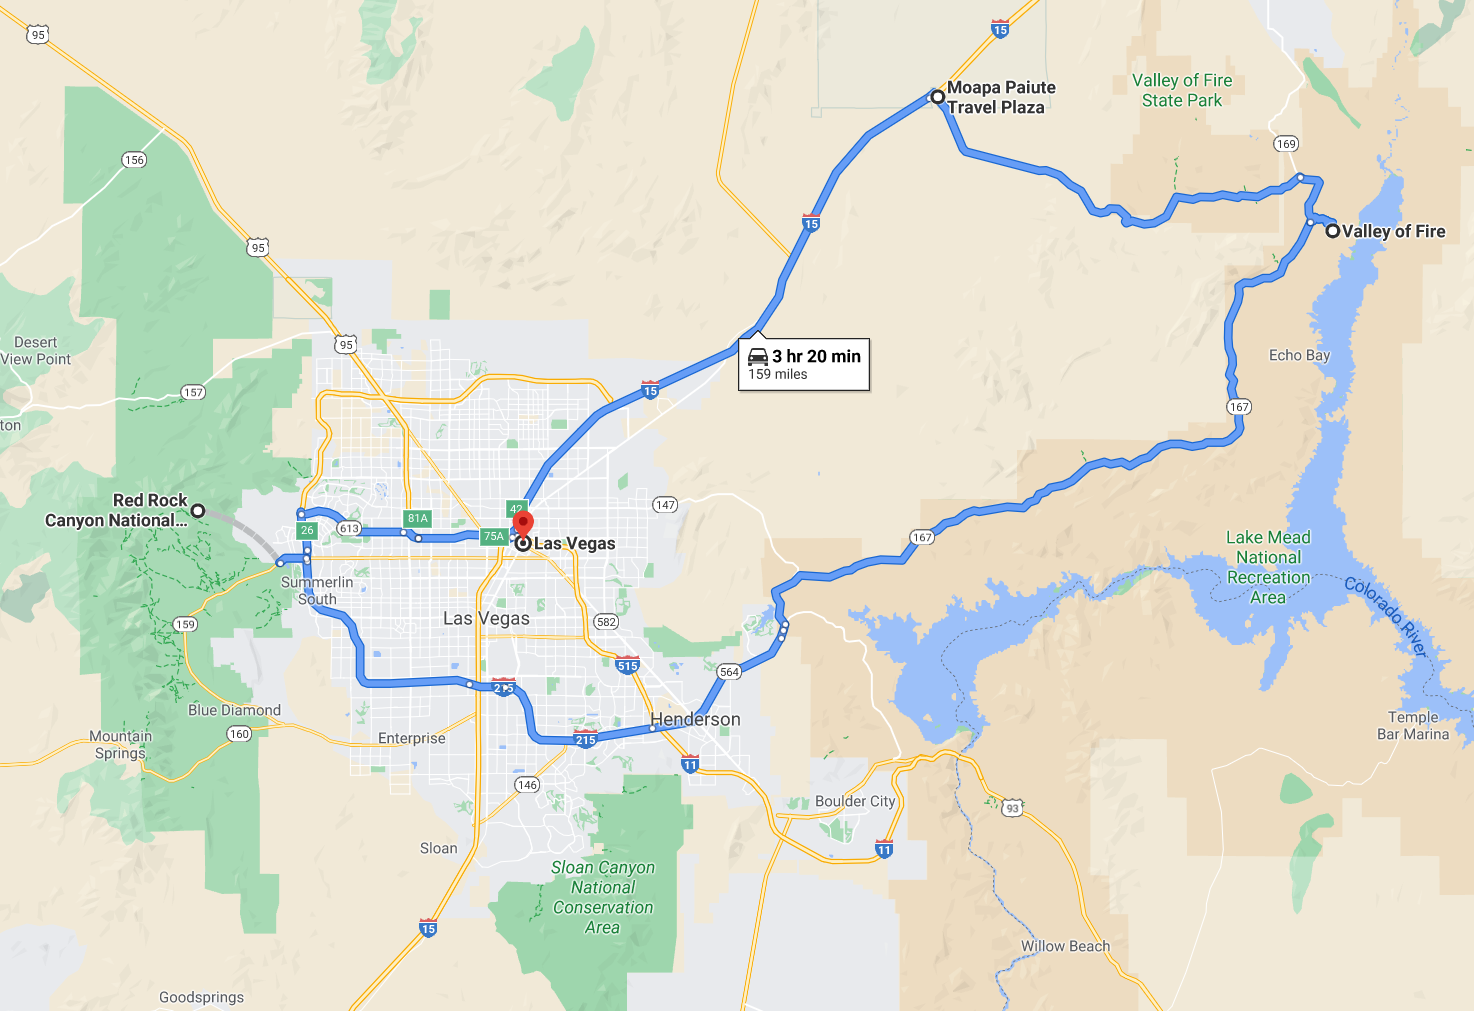 95
15
Moapa Paiute
Travel Plaza
Valley of Fire
State Park
156
169
15
95
Valley of Fire
Desert
View Point
95
3 hr 20 min
159 miles
Echo Bay
157
15
167
ton
Red Rock
Canyon National...
147
42
81A
26
613
75A
Las Vegas
167
Lake Mead
National
Recreation
Area
Summerlin
South
Colorado River
159
Las Vegas
582
515
564
215
Blue Diamond
Henderson
160
Mountain
Springs
Enterprise
215
Temple
Bar Marina
11
146
Boulder City
93
Sloan
11
Sloan Canyon
National
Conservation
Area
15
Willow Beach
Goodsprings